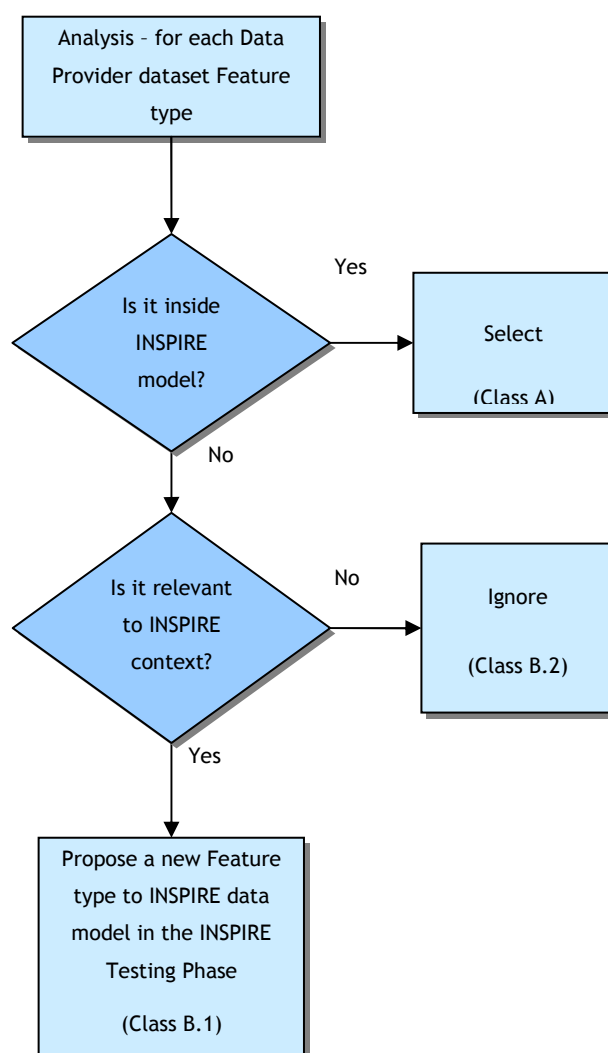 Analysis – for each Data
Provider dataset Feature
type
Yes
Is it inside
INSPIRE
model?
Select
(Class A)
No
Is it relevant
to INSPIRE
context?
No
Ignore
(Class B.2)
Yes
Propose a new Feature
type to INSPIRE data
model in the INSPIRE
Testing Phase
(Class B.1)